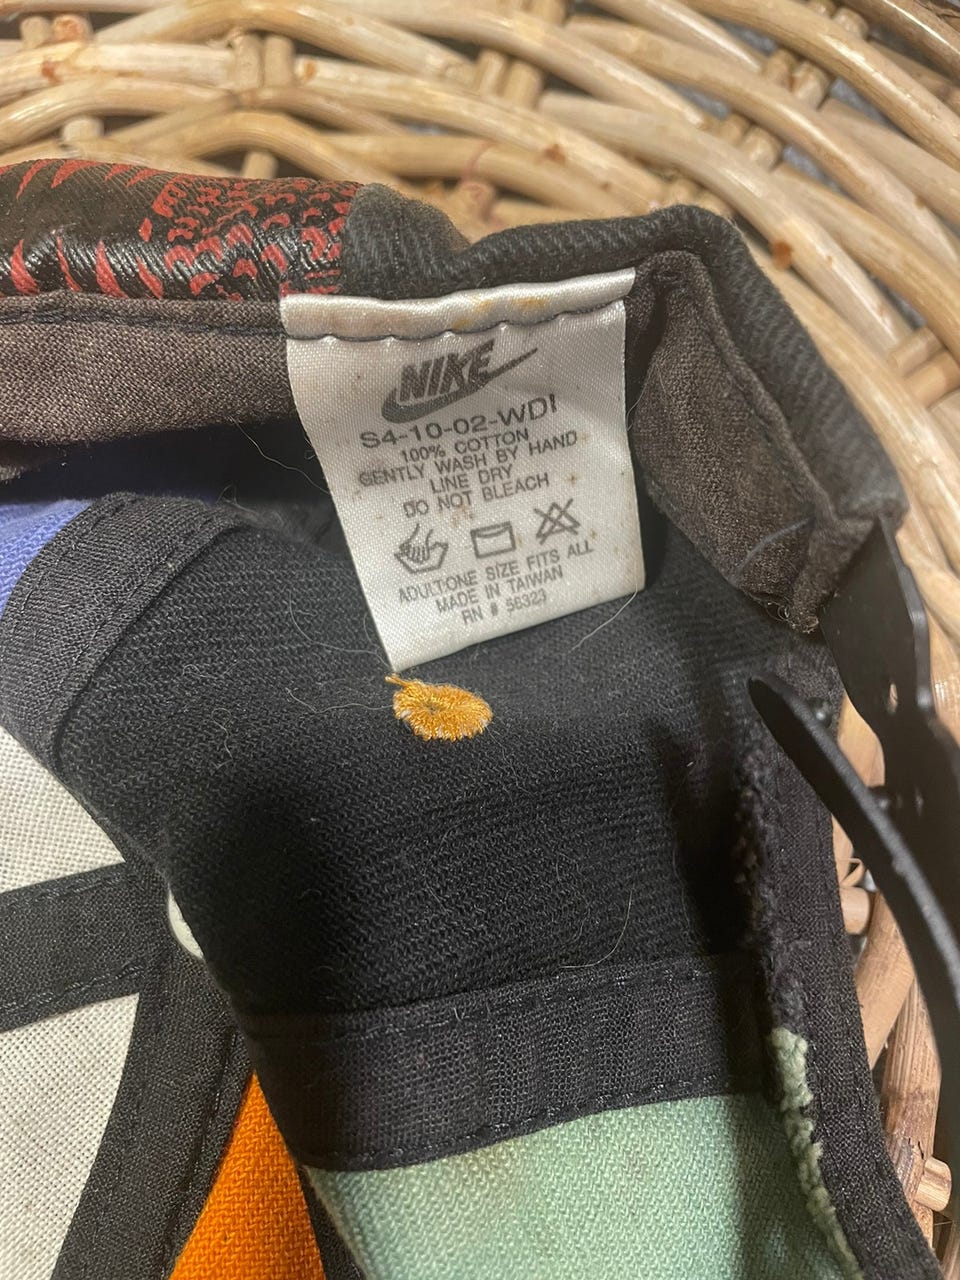 NIKE
S4-10-02-WDI
100% COTTON
GENTLY WASH BY HAND
LINE DRY
DO NOT BLEACH
ADULT:ONE SIZE FITS ALL
MADE IN TAIWAN
RN # 56323